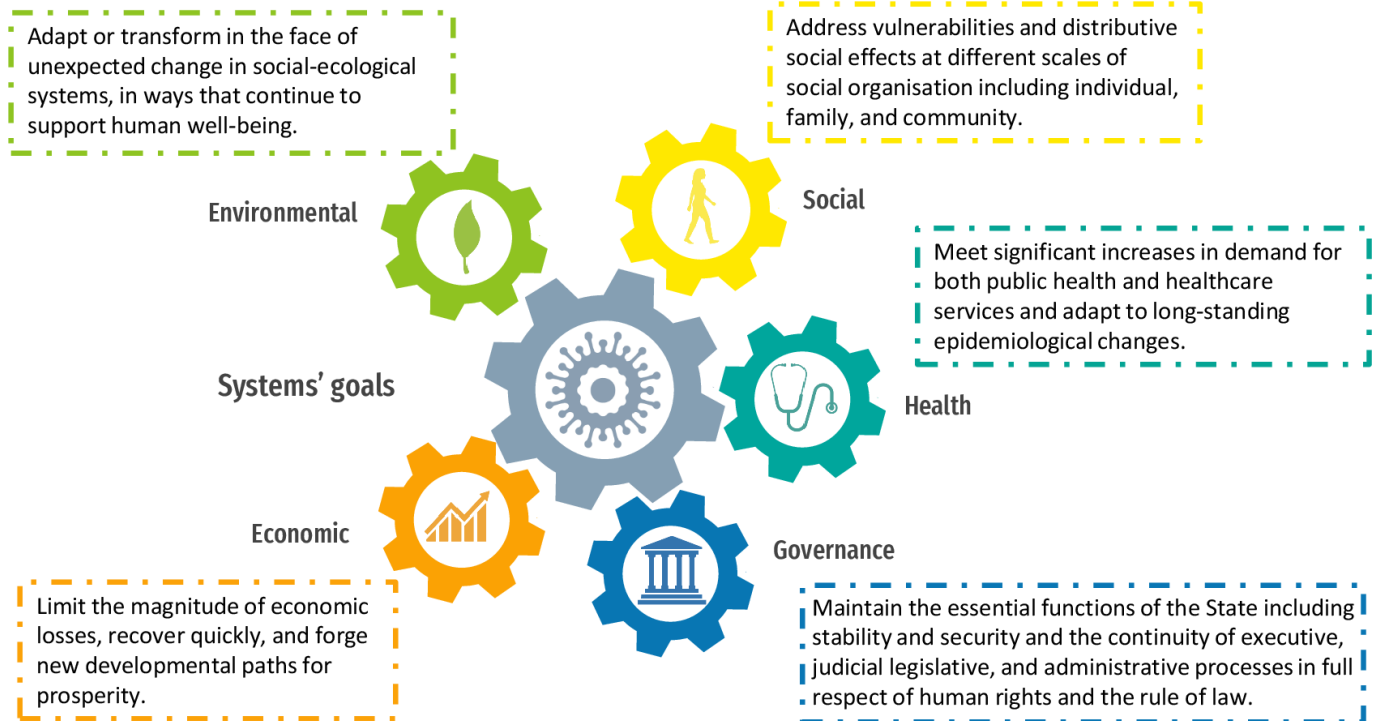 Adapt or transform in the face of
unexpected change in social-ecological
systems, in ways that continue to
support human well-being.
Address vulnerabilities and distributive
social effects at different scales of
social organisation including individual,
family, and community.
Environmental
Social
Meet significant increases in demand for
both public health and healthcare
services and adapt to long-standing
epidemiological changes.
Systems’ goals
Health
Economic
Governance
Limit the magnitude of economic
losses, recover quickly, and forge
new developmental paths for
prosperity.
Maintain the essential functions of the State including
stability and security and the continuity of executive,
judicial legislative, and administrative processes in full
respect of human rights and the rule of law.